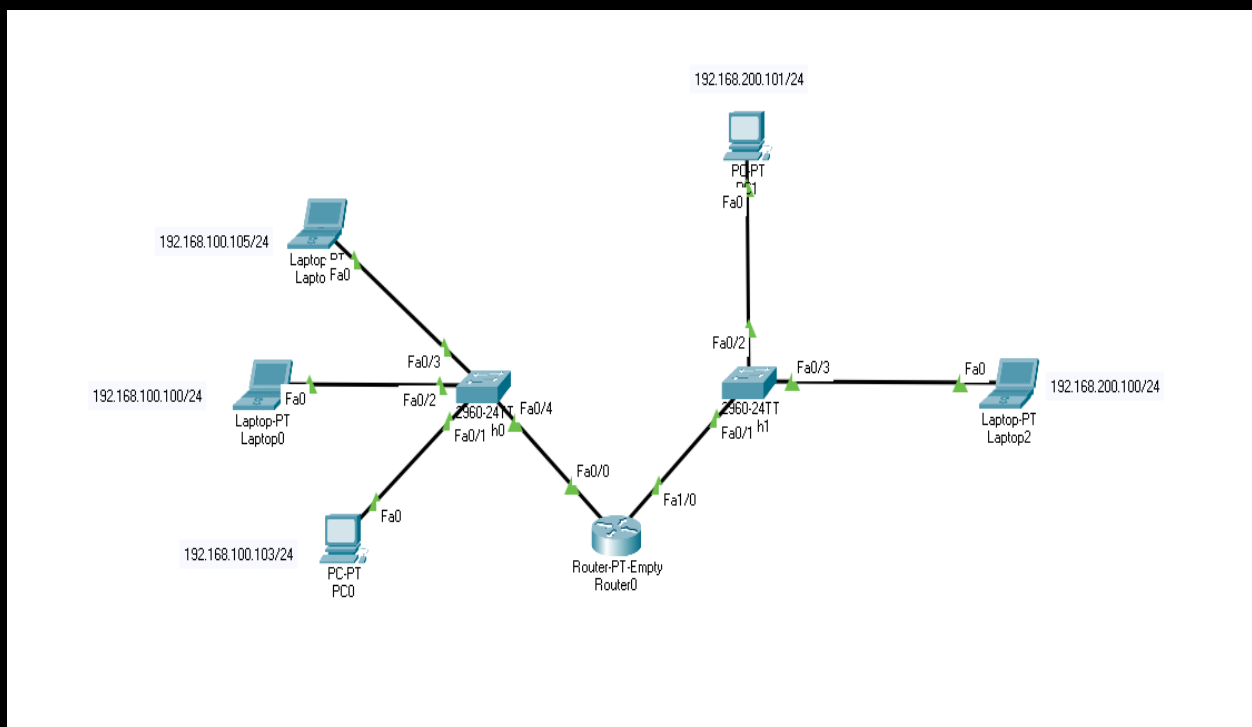 192.168.200.101/24
PC-PT
Fa0
192.168.100.105/24
Fa0
Fa0/3
Fa0/2
Fa0/3
Fa0
192.168.200.100/24
192.168.100.100/24
Fa0
Fa0/2
Fa0/4
2960-24TT
h0
Fa0/1
2960-24TT
h1
Fa0/1
Laptop-PT
Laptop0
Laptop-PT
Laptop2
Fa0/0
Fa1/0
Fa0
192.168.100.103/24
PC-PT
PC0
Router-PT-Empty
Router0